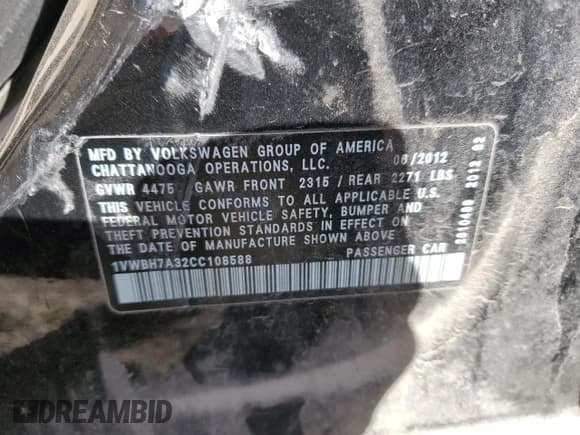 MFD BY VOLKSWAGEN GROUP OF AMERICA 06/2012
CHATTANOOGA OPERATIONS, LLC.
GVWR 4475 GAWR FRONT 2315 / REAR 2271 LBS
THIS VEHICLE CONFORMS TO ALL APPLICABLE U.S.
FEDERAL MOTOR VEHICLE SAFETY, BUMPER AND
THEFT PREVENTION STANDARDS IN EFFECT ON
THE DATE OF MANUFACTURE SHOWN ABOVE
1VWBH7A32CC108588 PASSENGER CAR
2012 02
DREAMBID